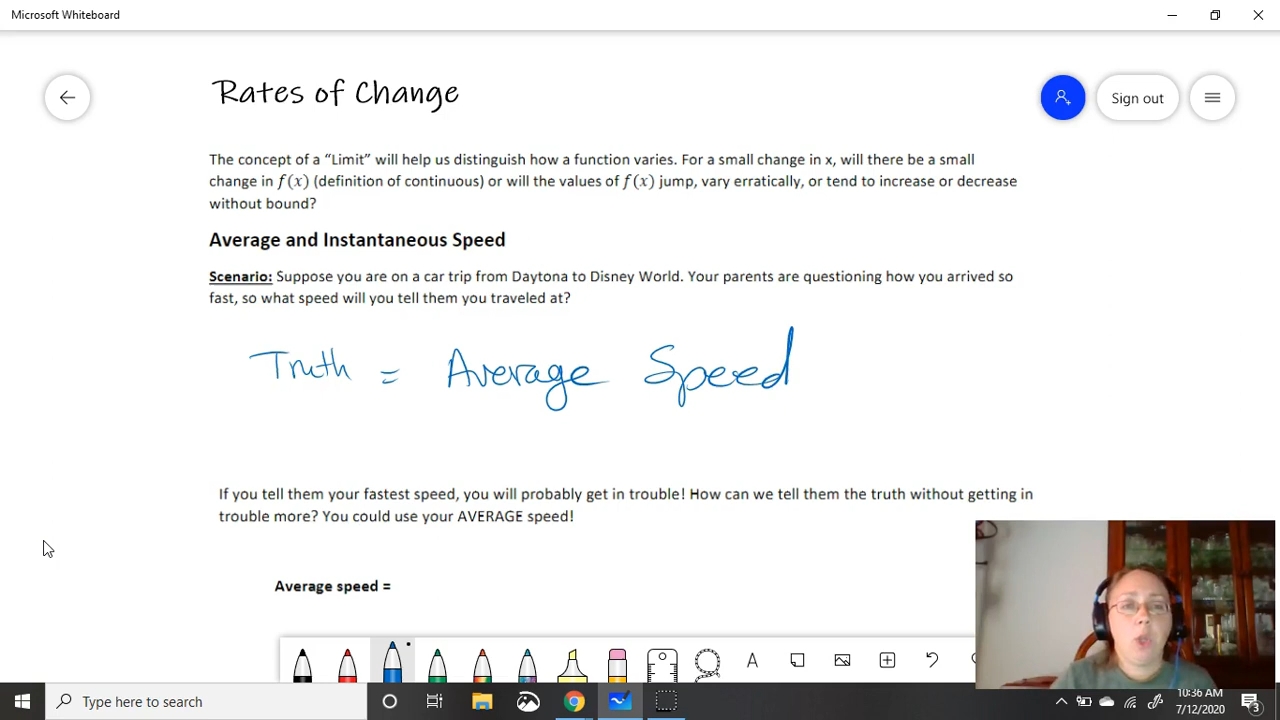 Microsoft Whiteboard
Rates of Change
Sign out
The concept of a “Limit” will help us distinguish how a function varies. For a small change in x, will there be a small
change in f(x) (definition of continuous) or will the values of f(x) jump, vary erratically, or tend to increase or decrease
without bound?
Average and Instantaneous Speed
Scenario: Suppose you are on a car trip from Daytona to Disney World. Your parents are questioning how you arrived so
fast, so what speed will you tell them you traveled at?
Truth = Average Speed
If you tell them your fastest speed, you will probably get in trouble! How can we tell them the truth without getting in
trouble more? You could use your AVERAGE speed!
Average speed =
A
Type here to search
10:36 AM
7/12/2020
3